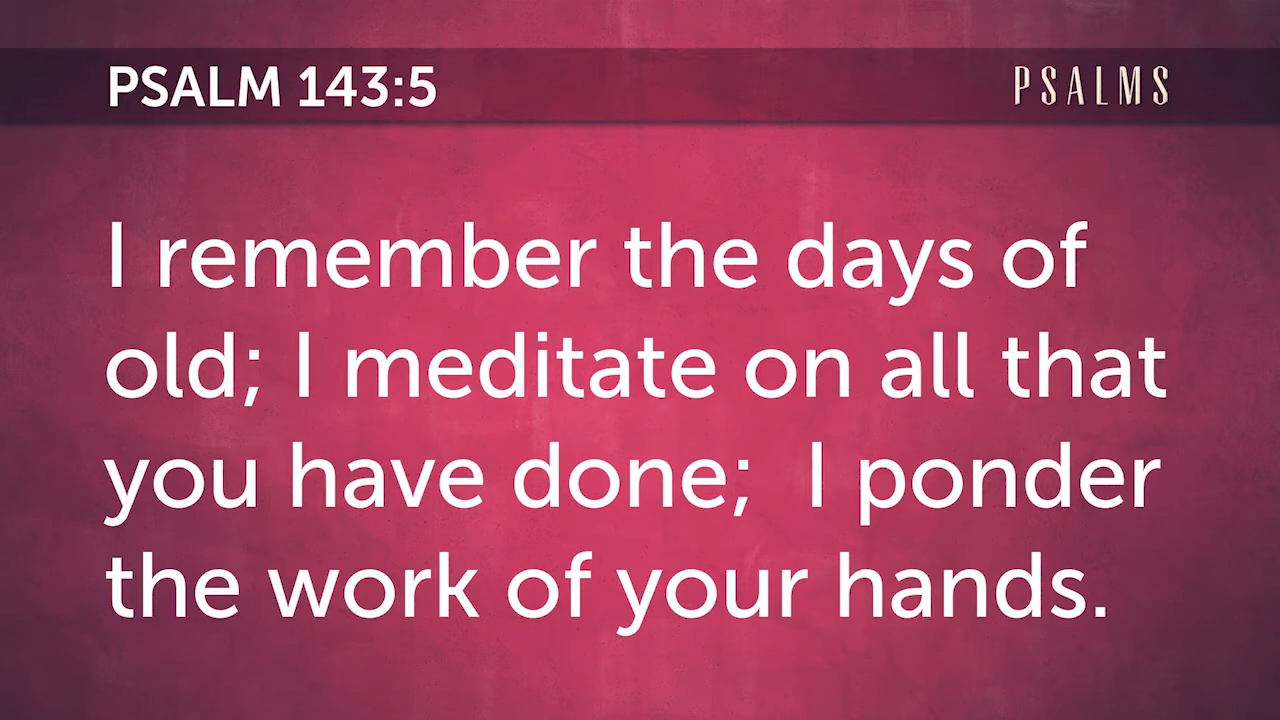 PSALM 143:5
PSALMS
I remember the days of
old; I meditate on all that
you have done;  I ponder
the work of your hands.